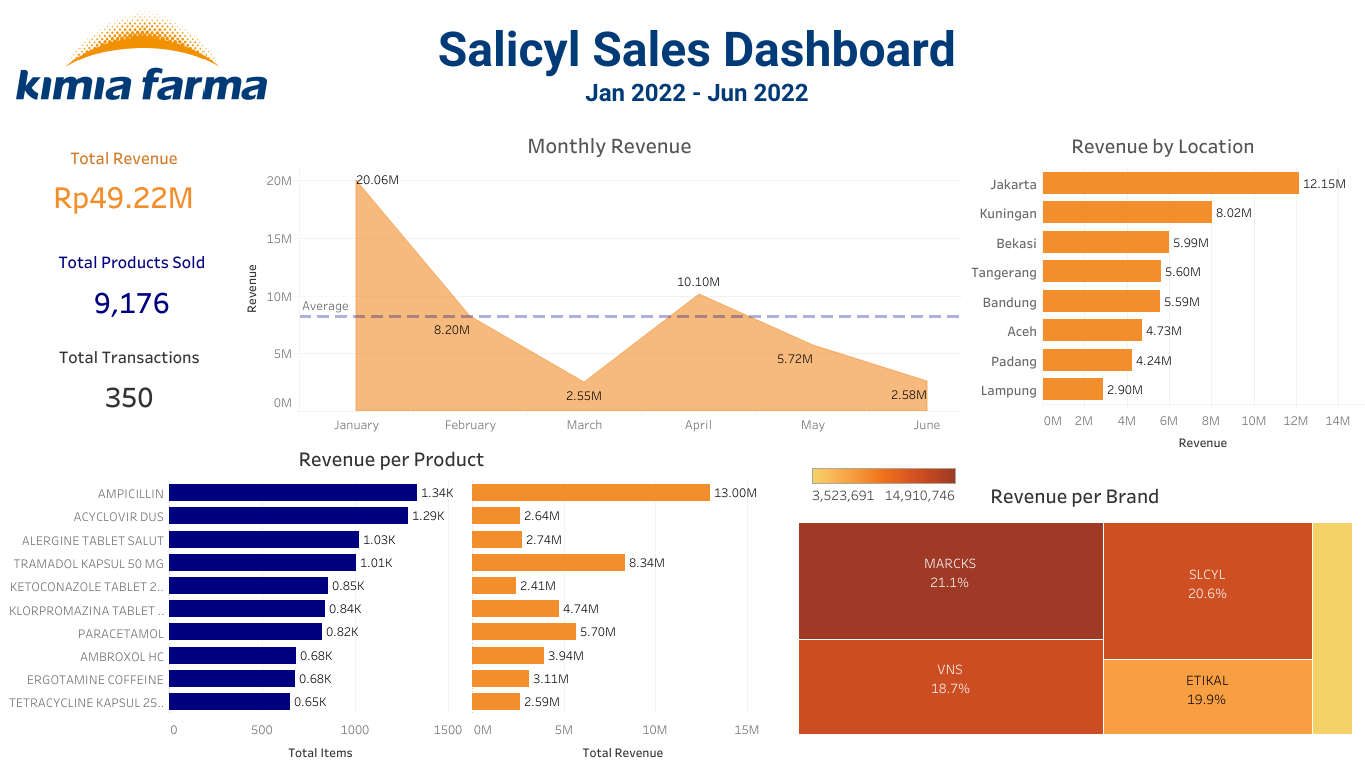 kimia farma
Salicyl Sales Dashboard
Jan 2022 - Jun 2022
Total Revenue
Rp49.22M
Total Products Sold
9,176
Total Transactions
350
Monthly Revenue
Revenue
20M
15M
10M
5M
0M
Average
20.06M
8.20M
2.55M
10.10M
5.72M
2.58M
January
February
March
April
May
June
Revenue by Location
Jakarta 12.15M
Kuningan 8.02M
Bekasi 5.99M
Tangerang 5.60M
Bandung 5.59M
Aceh 4.73M
Padang 4.24M
Lampung 2.90M
0M 2M 4M 6M 8M 10M 12M 14M
Revenue
Revenue per Product
AMPICILLIN 1.34K 13.00M
ACYCLOVIR DUS 1.29K 2.64M
ALERGINE TABLET SALUT 1.03K 2.74M
TRAMADOL KAPSUL 50 MG 1.01K 8.34M
KETOCONAZOLE TABLET 2.. 0.85K 2.41M
KLORPROMAZINA TABLET .. 0.84K 4.74M
PARACETAMOL 0.82K 5.70M
AMBROXOL HC 0.68K 3.94M
ERGOTAMINE COFFEINE 0.68K 3.11M
TETRACYCLINE KAPSUL 25.. 0.65K 2.59M
0 500 1000 1500 0M 5M 10M 15M
Total Items Total Revenue
3,523,691 14,910,746
Revenue per Brand
MARCKS
21.1%
VNS
18.7%
SLCYL
20.6%
ETIKAL
19.9%